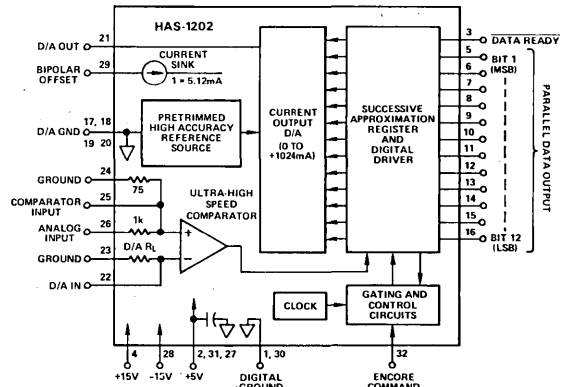 HAS-1202
D/A OUT 21
BIPOLAR OFFSET 29
CURRENT SINK
1 = 5.12mA
D/A GND 17, 18
19 20
PRETRIMMED HIGH ACCURACY REFERENCE SOURCE
GROUND 24
75
COMPARATOR INPUT 25
1k
ANALOG INPUT 26
D/A RL
GROUND 23
D/A IN 22
ULTRA-HIGH SPEED COMPARATOR
+
−
CURRENT OUTPUT D/A (0 TO +1024mA)
SUCCESSIVE APPROXIMATION REGISTER AND DIGITAL DRIVER
3 DATA READY
5 BIT 1 (MSB)
6
7
8
9
10
11
12
13
14
15
16 BIT 12 (LSB)
PARALLEL DATA OUTPUT
CLOCK
GATING AND CONTROL CIRCUITS
4
+15V
28
-15V
2, 31, 27
+5V
1, 30
DIGITAL GROUND
32
ENCORE COMMAND